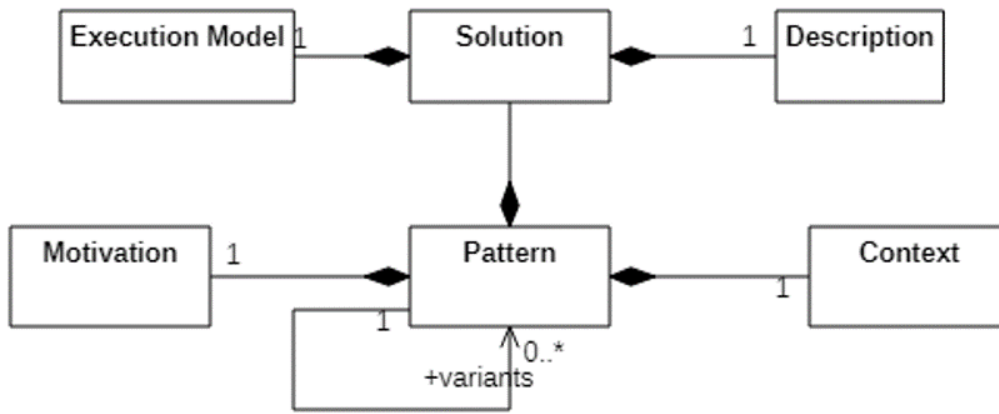 Execution Model
1
Solution
1
Description
Motivation
1
Pattern
1
Context
1
0..*
+variants